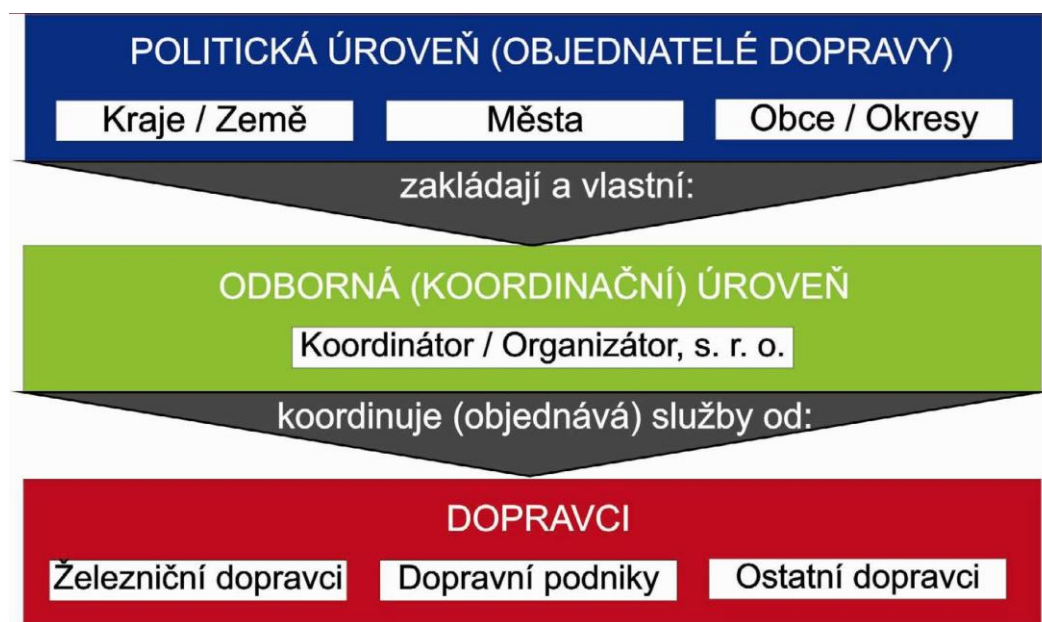 POLITICKÁ ÚROVEŇ (OBJEDNATELÉ DOPRAVY)
Kraje / Země
Města
Obce / Okresy
zakládají a vlastní:
ODBORNÁ (KOORDINAČNÍ) ÚROVEŇ
Koordinátor / Organizátor, s. r. o.
koordinuje (objednává) služby od:
DOPRAVCI
Železniční dopravci
Dopravní podniky
Ostatní dopravci